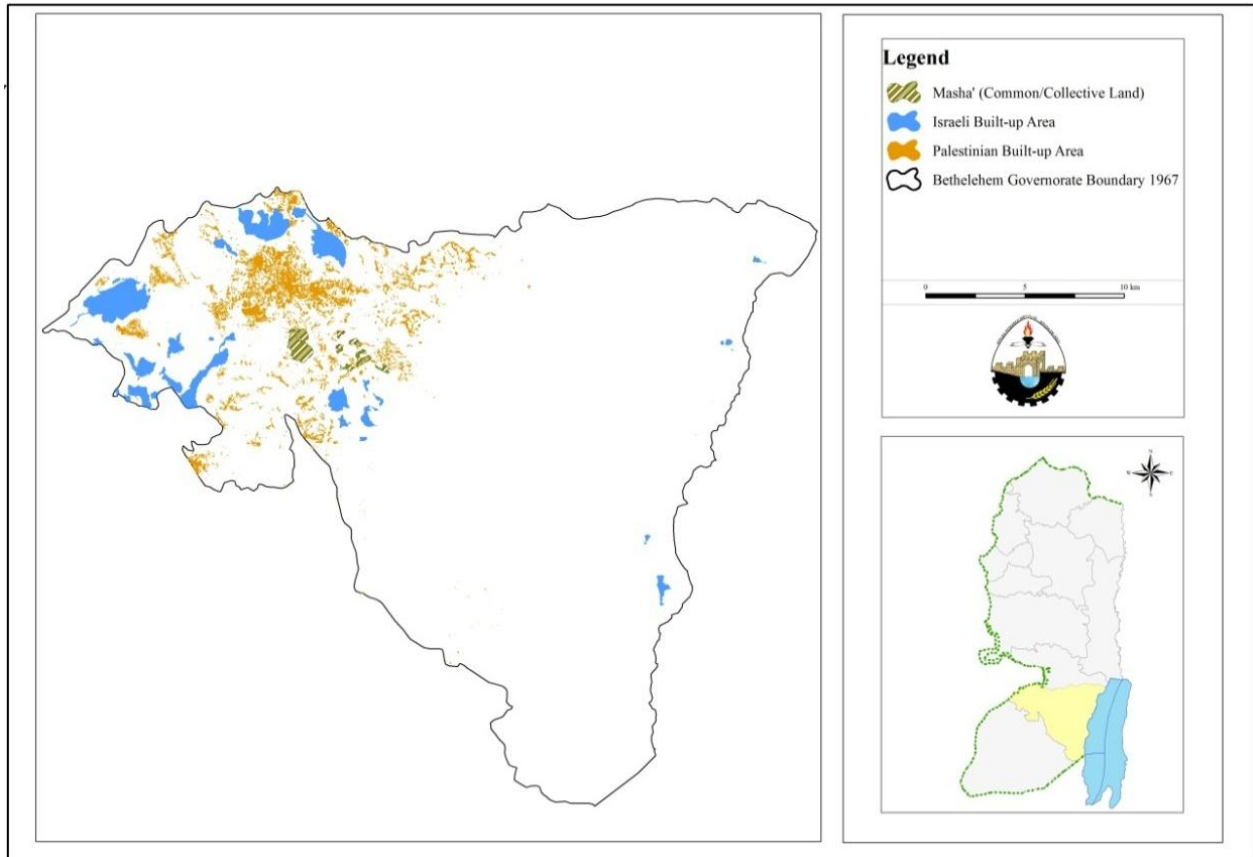 Legend
Masha' (Common/Collective Land)
Israeli Built-up Area
Palestinian Built-up Area
Bethelehem Governorate Boundary 1967
0 5 10 km
N
W E
S